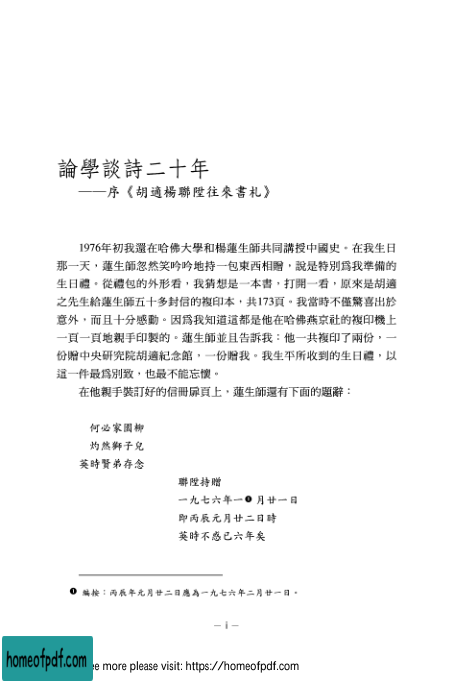 論學談詩二十年
——序《胡適楊聯陞往來書札》
1976年初我還在哈佛大學和楊蓮生師共同講授中國史。在我生日
那一天，蓮生師忽然笑吟吟地持一包東西相贈，說是特別爲我準備的
生日禮。從禮包的外形看，我猜想是一本書，打開一看，原來是胡適
之先生給蓮生師五十多封信的複印本，共173頁。我當時不僅驚喜出於
意外，而且十分感動。因爲我知道這都是他在哈佛燕京社的複印機上
一頁一頁地親手印製的。蓮生師並且告訴我：他一共複印了兩份，一
份贈中央研究院胡適紀念館，一份贈我。我生平所收到的生日禮，以
這一件最爲別致，也最不能忘懷。
在他親手裝訂好的信冊扉頁上，蓮生師還有下面的題辭：
何必家園柳
灼然獅子兒
英時賢弟存念
聯陞持贈
一九七六年一❶月廿一日
即丙辰元月廿二日時
英時不惑已六年矣
❶ 編按：丙辰年元月廿二日應為一九七六年二月廿一日。
— i —
homeofpdf.com
ee more please visit: https://homeofpdf.com